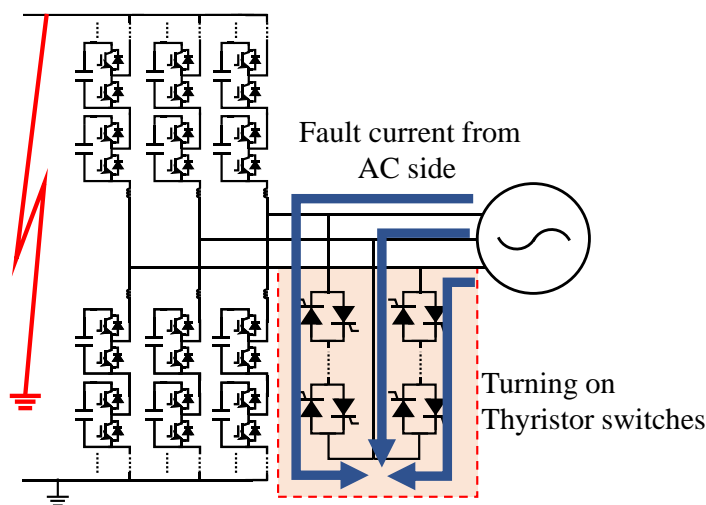 Fault current from
AC side
Turning on
Thyristor switches